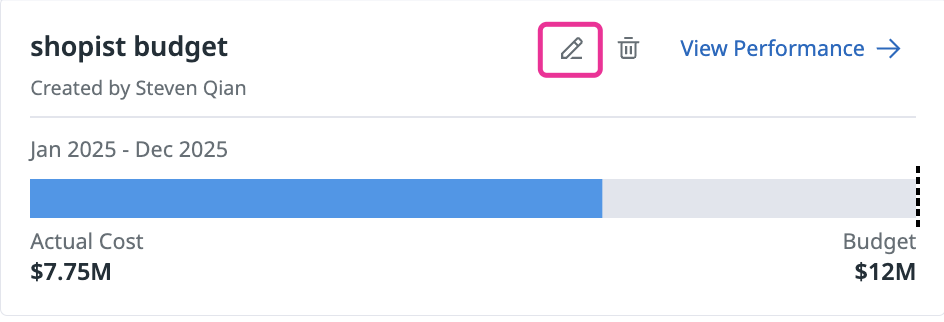 shopist budget
View Performance
Created by Steven Qian
Jan 2025 - Dec 2025
Actual Cost
Budget
$7.75M
$12M